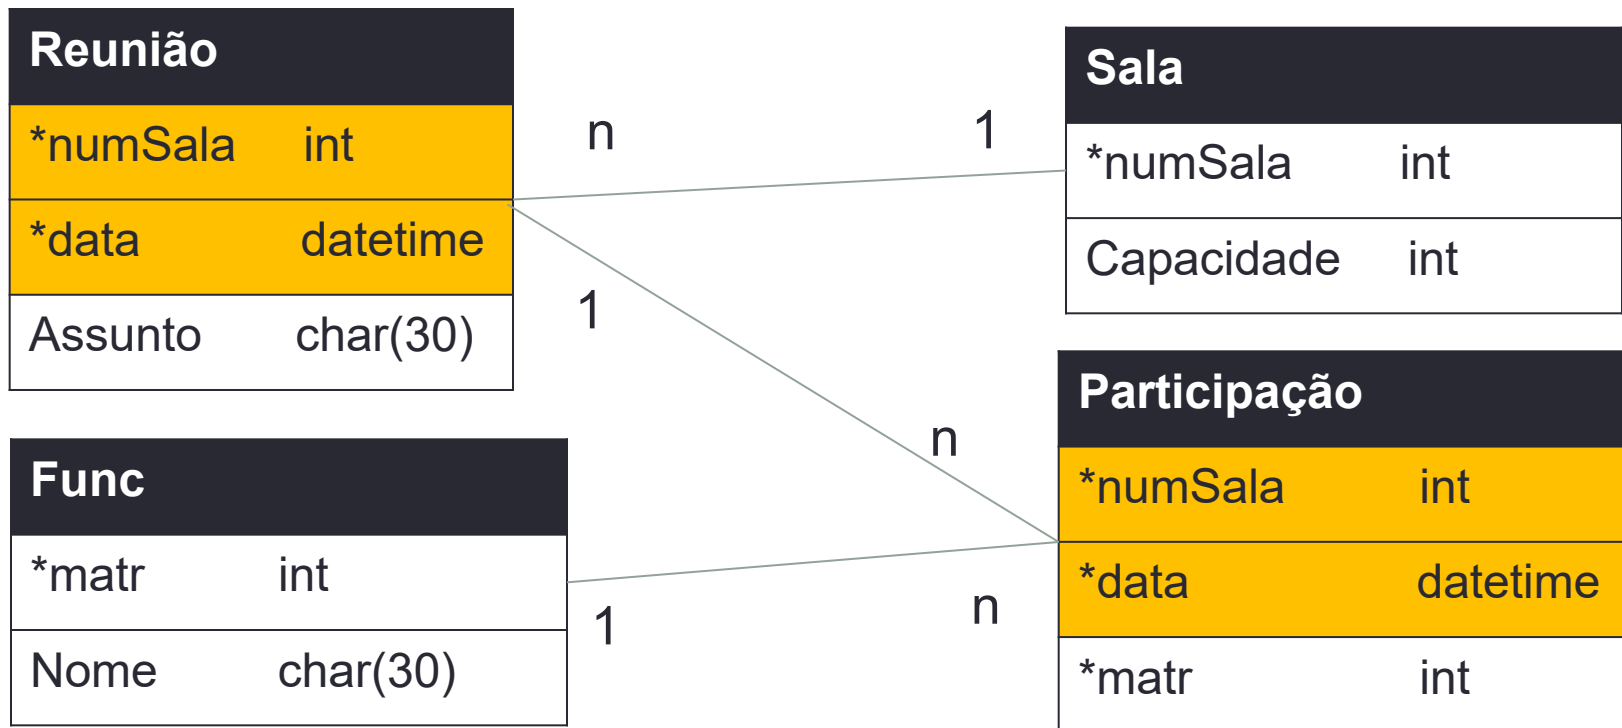 Reunião
*numSala int
*data datetime
Assunto char(30)
n
1
1
n
Sala
*numSala int
Capacidade int
Func
*matr int
Nome char(30)
1
n
Participação
*numSala int
*data datetime
*matr int